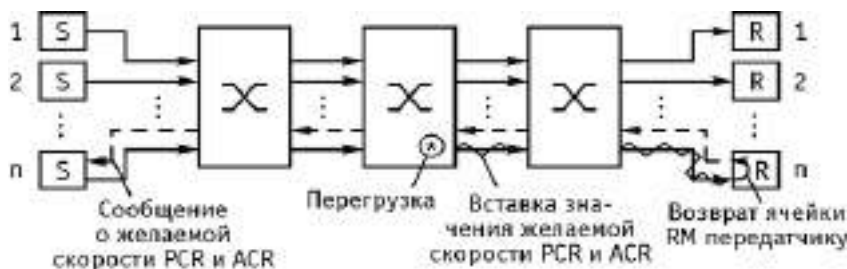 1 S R 1
2 S R 2
n S R n
Перегрузка
Сообщение
о желаемой
скорости PCR и ACR
Вставка зна-
чения желаемой
скорости PCR и ACR
Возврат ячейки
RM передатчику